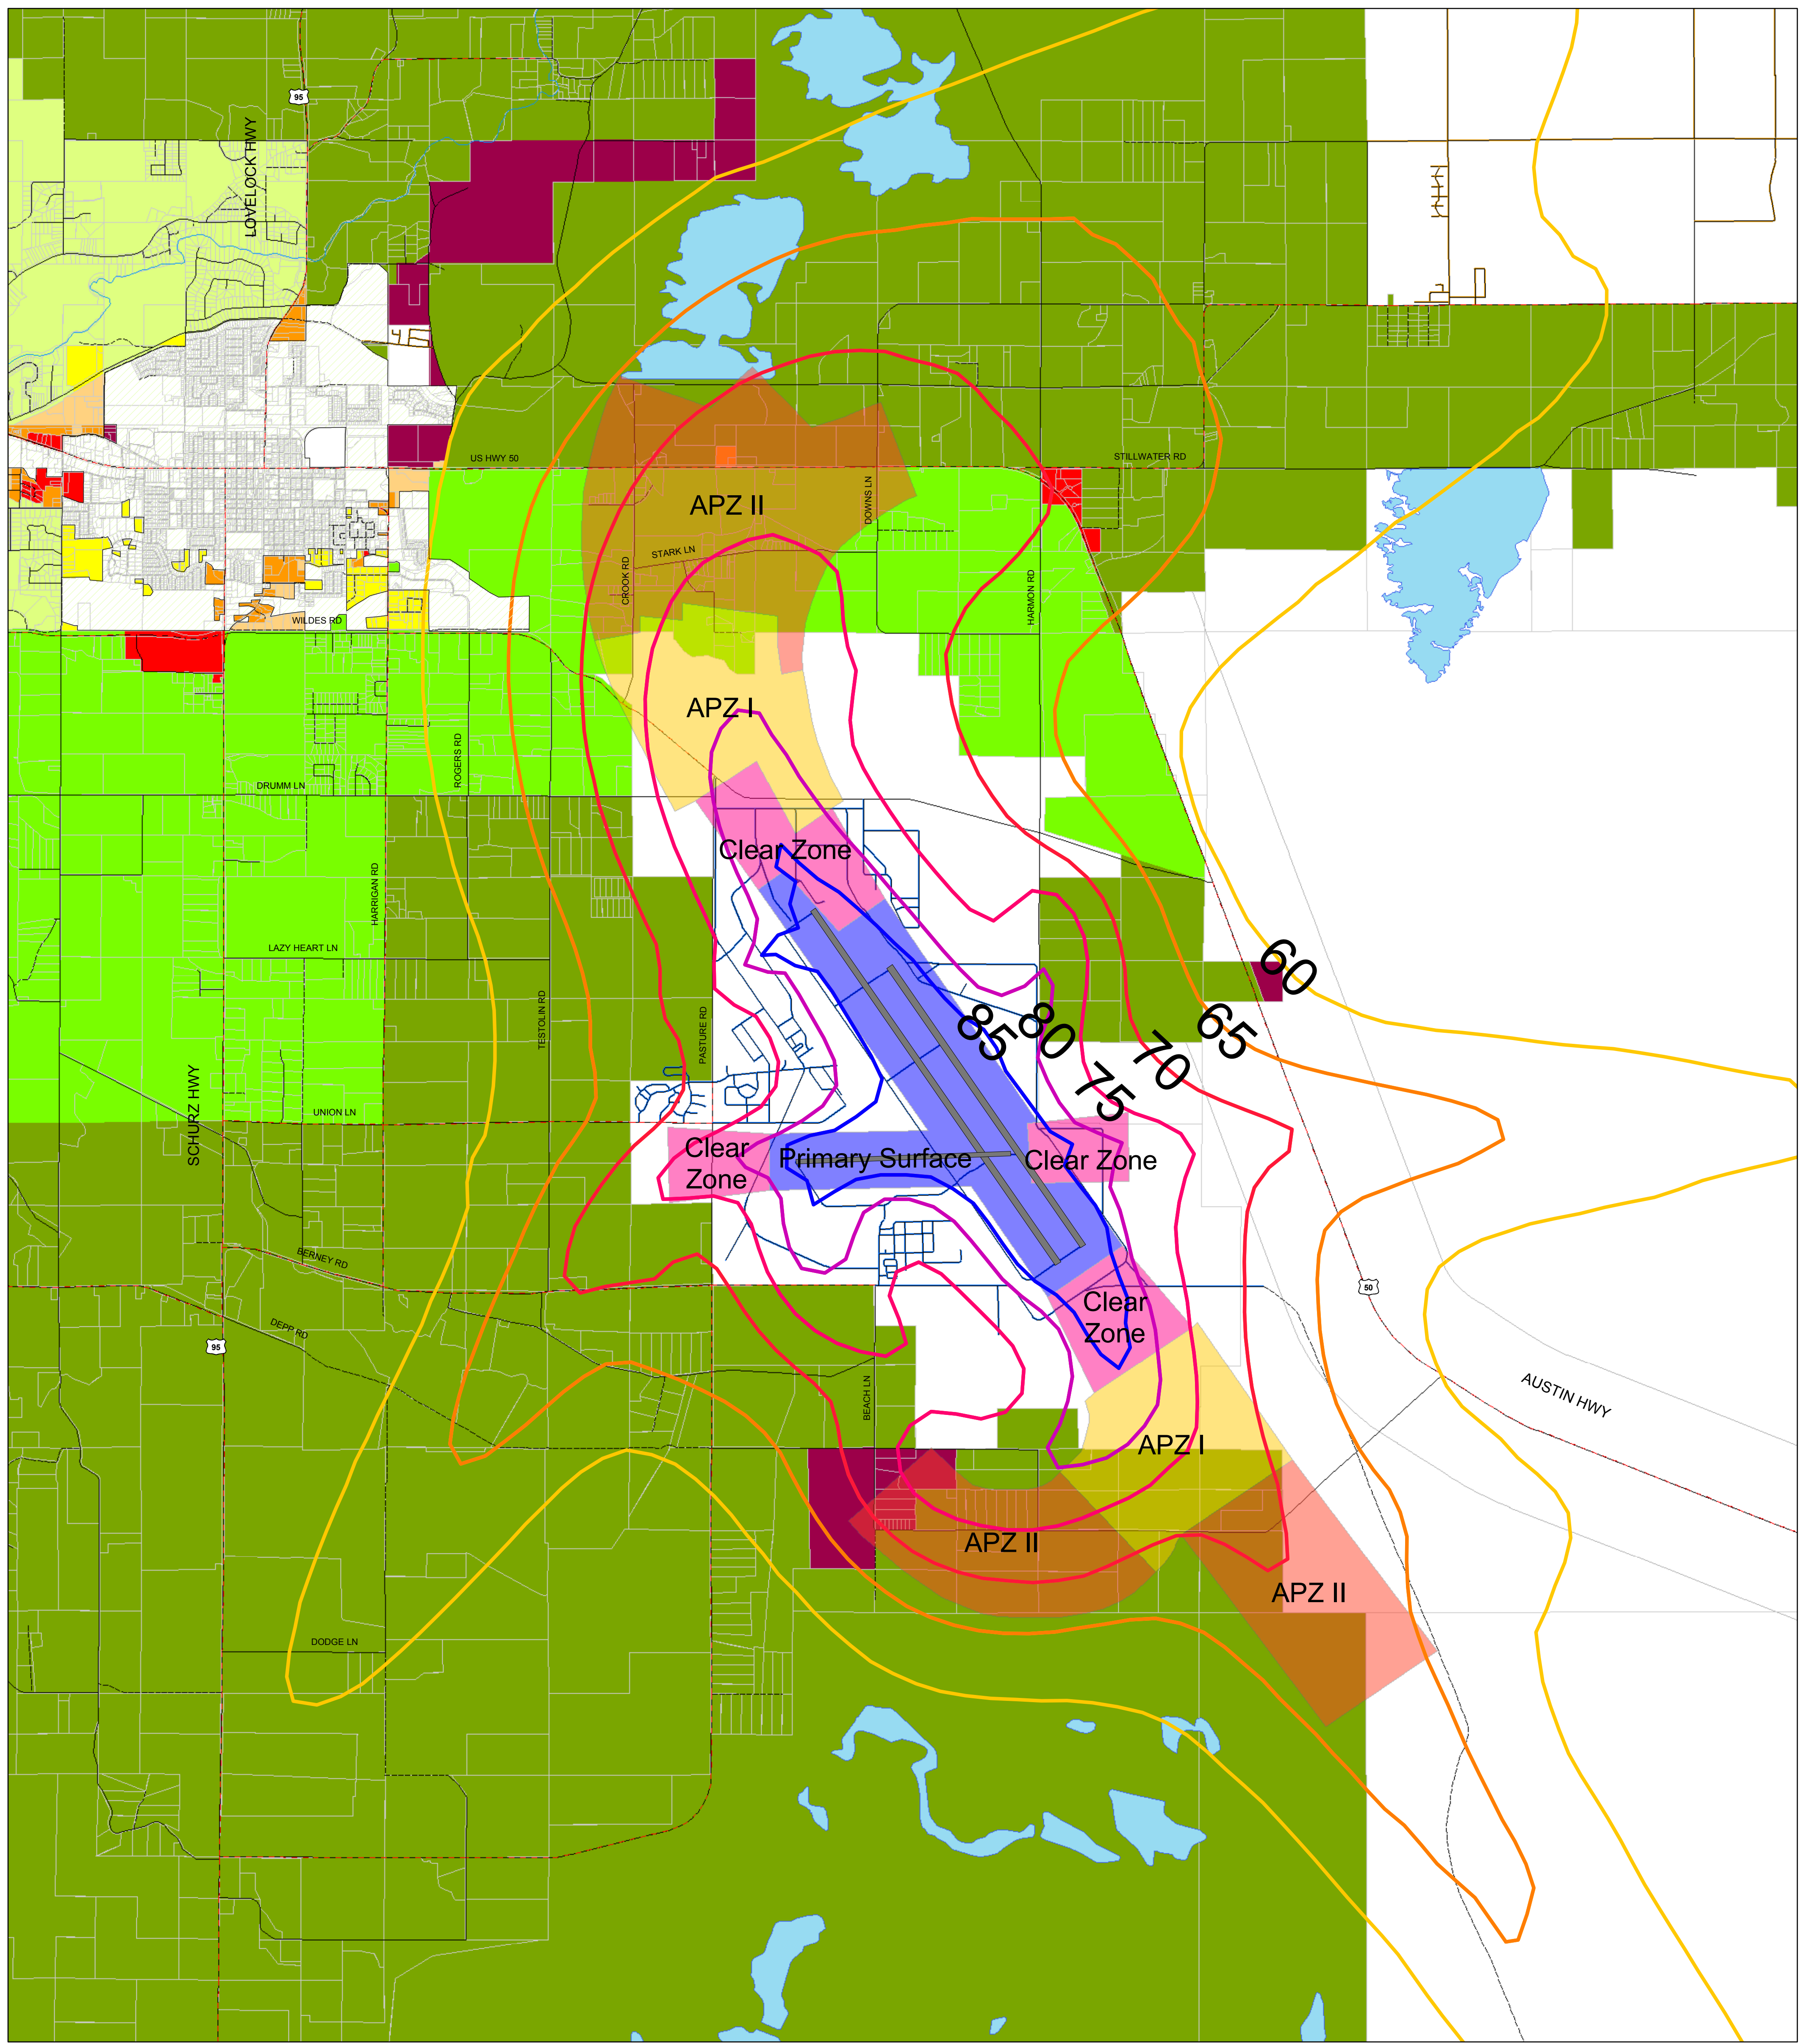 95
LOVELOCK HWY
US HWY 50
STILLWATER RD
DOWNS LN
APZ II
STARK LN
CROOK RD
HARMON RD
WILDES RD
APZ I
ROGERS RD
DRUMM LN
Clear Zone
HARRIGAN RD
LAZY HEART LN
60
TESTOLIN RD
PASTURE RD
85
80
65
70
75
SCHURZ HWY
UNION LN
Clear
Zone
Primary Surface
Clear Zone
BERNEY RD
50
Clear
Zone
DEPP RD
95
BEACH LN
AUSTIN HWY
APZ I
APZ II
APZ II
DODGE LN